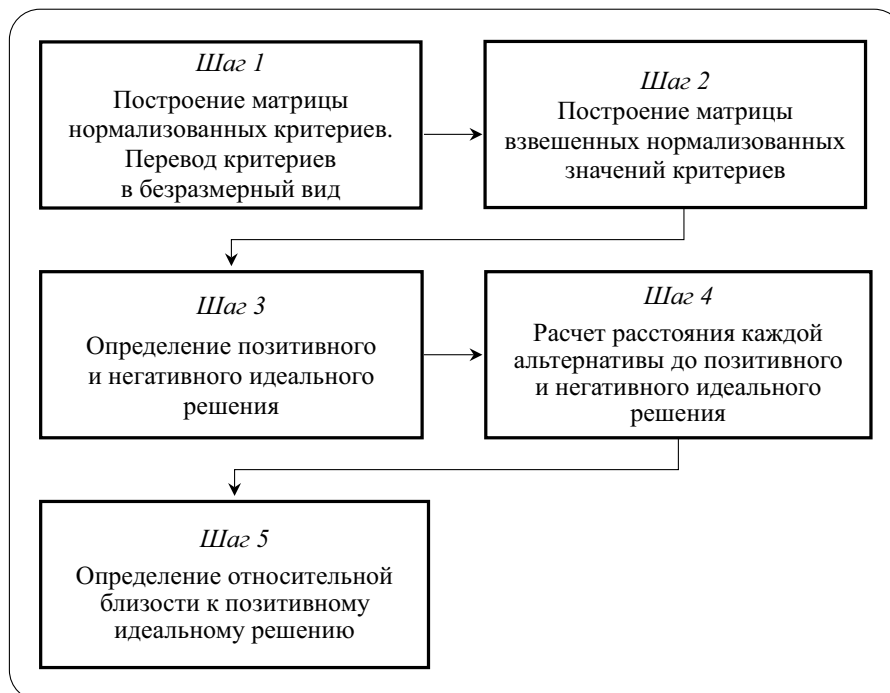 Шаг 1
Построение матрицы
нормализованных критериев.
Перевод критериев
в безразмерный вид
Шаг 2
Построение матрицы
взвешенных нормализованных
значений критериев
Шаг 3
Определение позитивного
и негативного идеального
решения
Шаг 4
Расчет расстояния каждой
альтернативы до позитивного
и негативного идеального
решения
Шаг 5
Определение относительной
близости к позитивному
идеальному решению